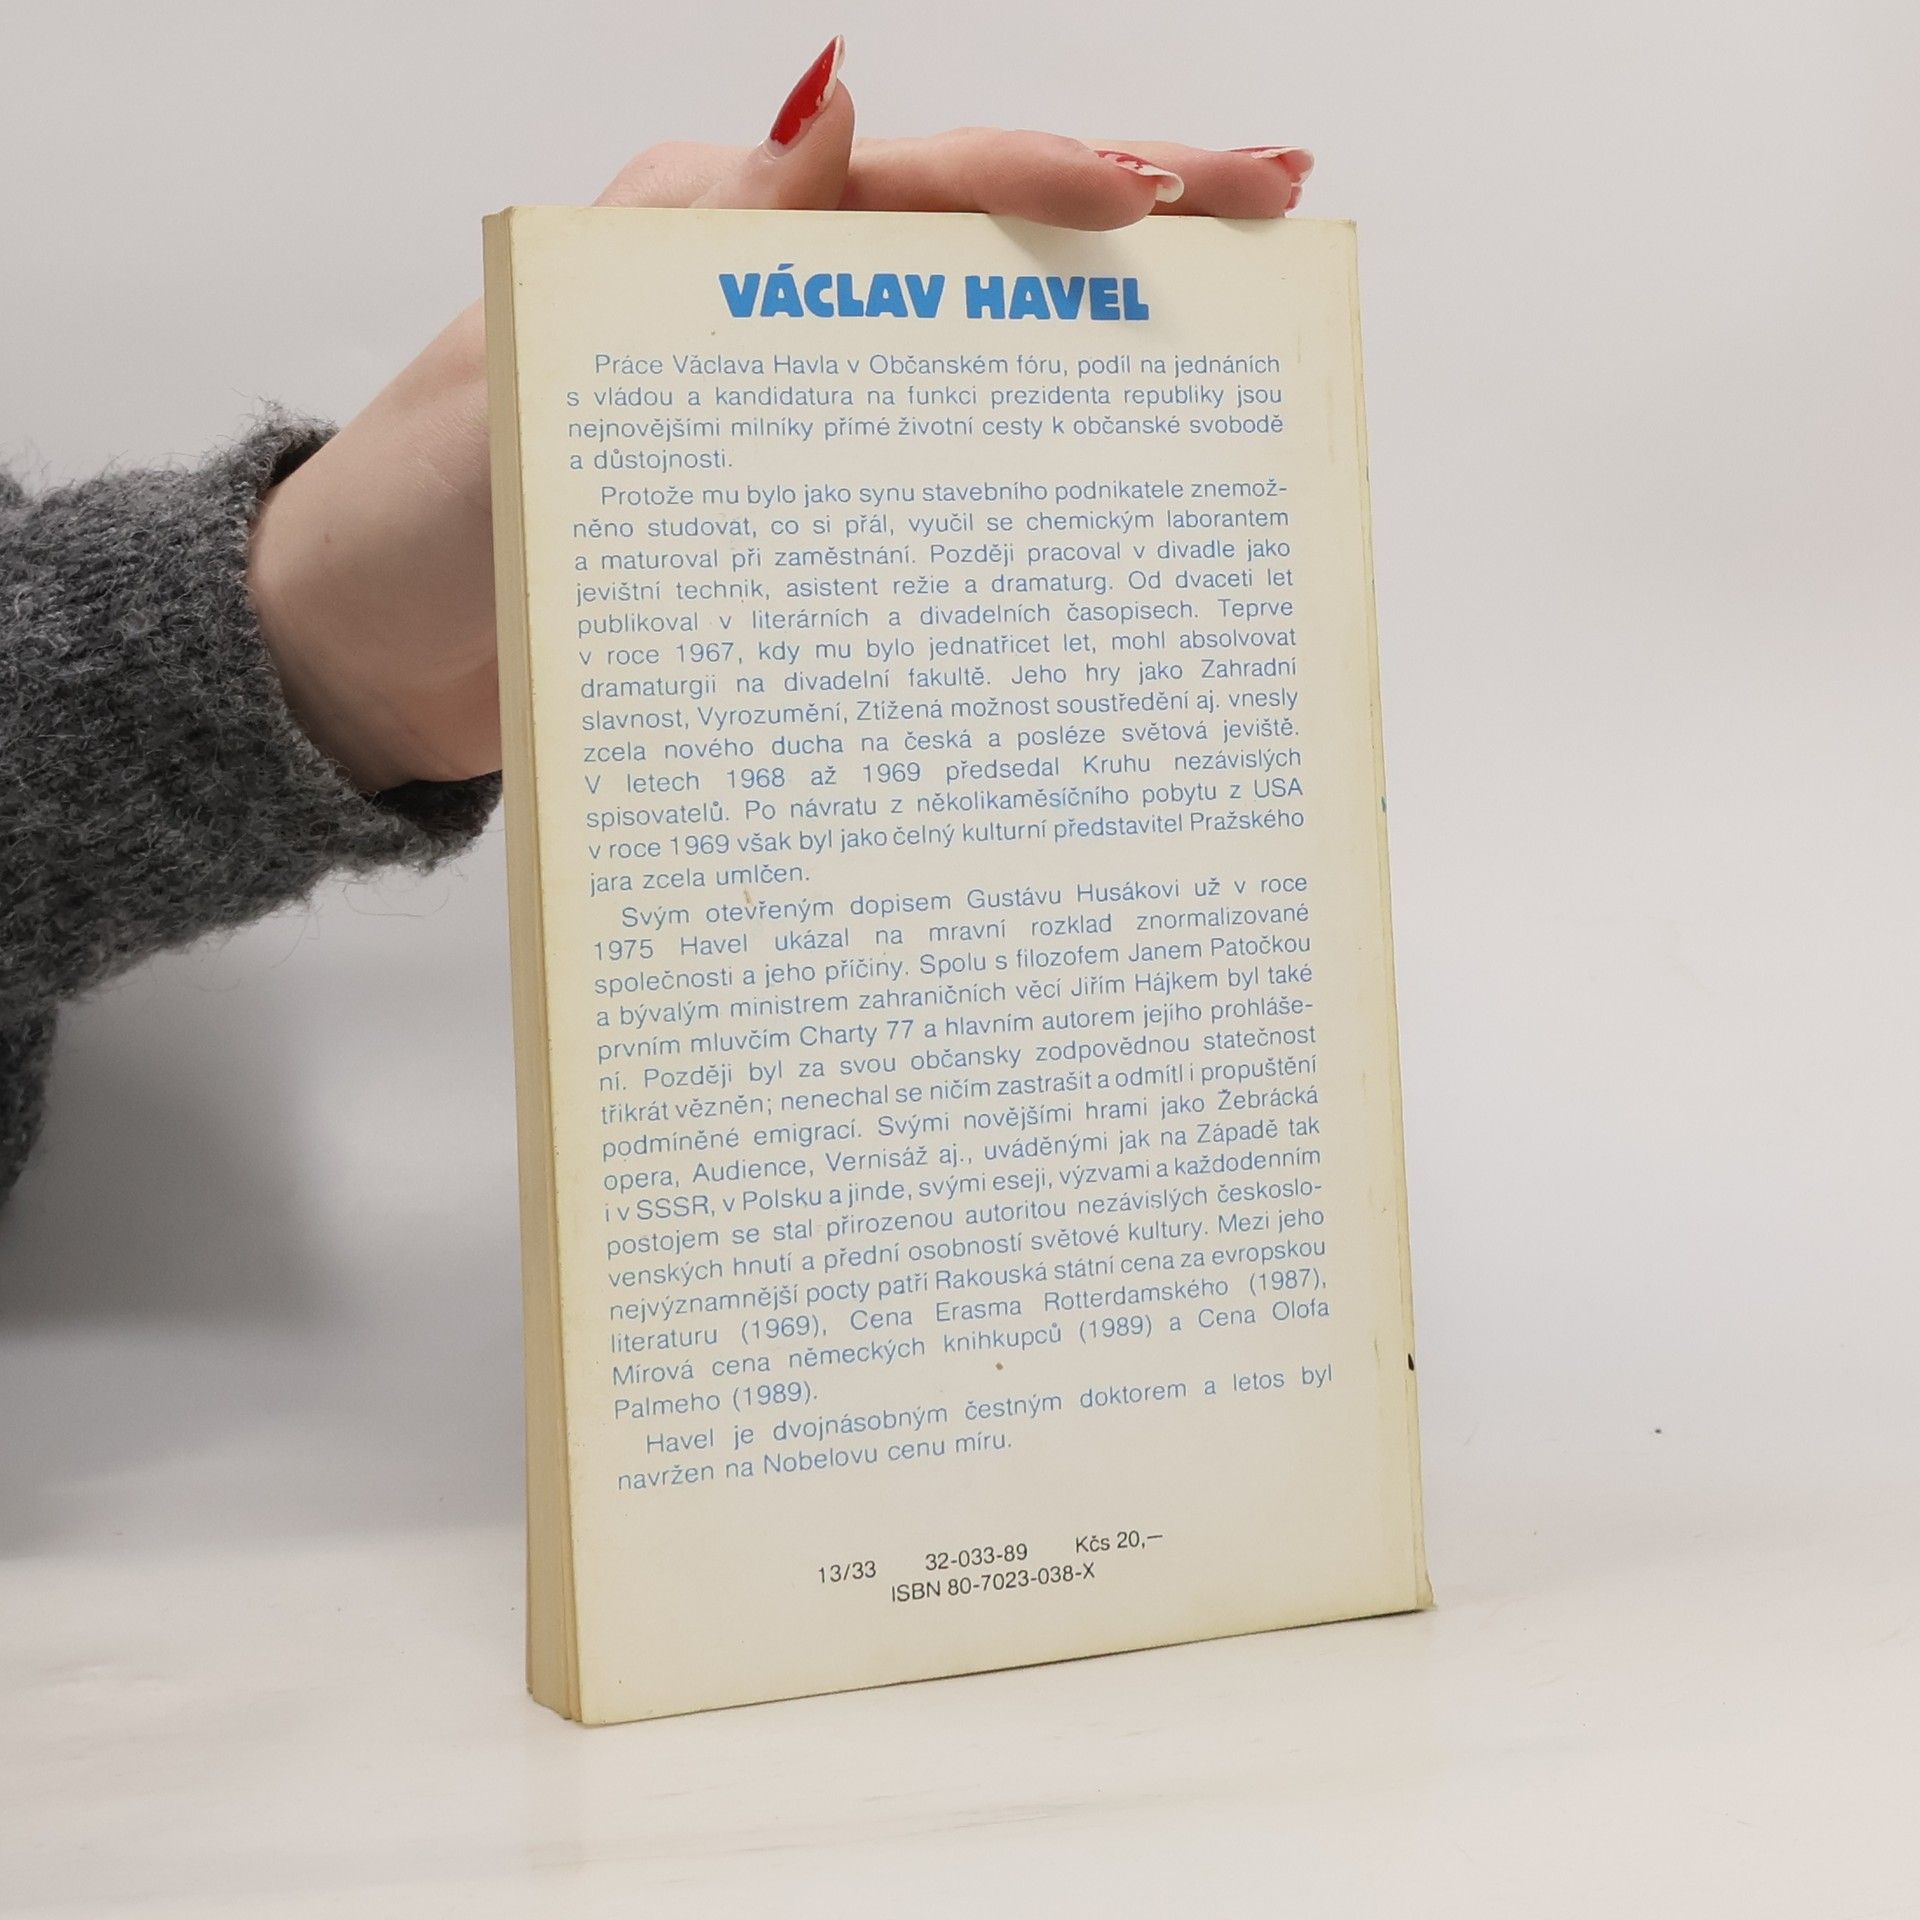 VÁCLAV HAVEL
Práce Václava Havla v Občanském fóru, podíl na jednáních
s vládou a kandidatura na funkci prezidenta republiky jsou
nejnovějšími milníky přímé životní cesty k občanské svobodě
a důstojnosti.
Protože mu bylo jako synu stavebního podnikatele znemož-
něno studovat, co si přál, vyučil se chemickým laborantem
a maturoval při zaměstnání. Později pracoval v divadle jako
jevištní technik, asistent režie a dramaturg. Od dvaceti let
publikoval v literárních a divadelních časopisech. Teprve
v roce 1967, kdy mu bylo jednatřicet let, mohl absolvovat
dramaturgii na divadelní fakultě. Jeho hry jako Zahradní
slavnost, Vyrozumění, Ztížená možnost soustředění aj. vnesly
zcela nového ducha na česká a posléze světová jeviště.
V letech 1968 až 1969 předsedal Kruhu nezávislých
spisovatelů. Po návratu z několikaměsíčního pobytu z USA
v roce 1969 však byl jako čelný kulturní představitel Pražského
jara zcela umlčen.
Svým otevřeným dopisem Gustávu Husákovi už v roce
1975 Havel ukázal na mravní rozklad znormalizované
společnosti a jeho příčiny. Spolu s filozofem Janem Patočkou
a bývalým ministrem zahraničních věcí Jiřím Hájkem byl také
prvním mluvčím Charty 77 a hlavním autorem jejího prohláše-
ní. Později byl za svou občansky zodpovědnou statečnost
třikrát vězněn; nenechal se ničím zastrašit a odmítl i propuštění
podmíněné emigrací. Svými novějšími hrami jako Žebrácká
opera, Audience, Vernisáž aj., uváděnými jak na Západě tak
i v SSSR, v Polsku a jinde, svými eseji, výzvami a každodenním
postojem se stal přirozenou autoritou nezávislých českoslo-
venských hnutí a přední osobností světové kultury. Mezi jeho
nejvýznamnější pocty patří Rakouská státní cena za evropskou
literaturu (1969), Cena Erasma Rotterdamského (1987),
Mírová cena německých knihkupců (1989) a Cena Olofa
Palmeho (1989).
Havel je dvojnásobným čestným doktorem a letos byl
navržen na Nobelovu cenu míru.
13/33 32-033-89 Kčs 20,—
ISBN 80-7023-038-X